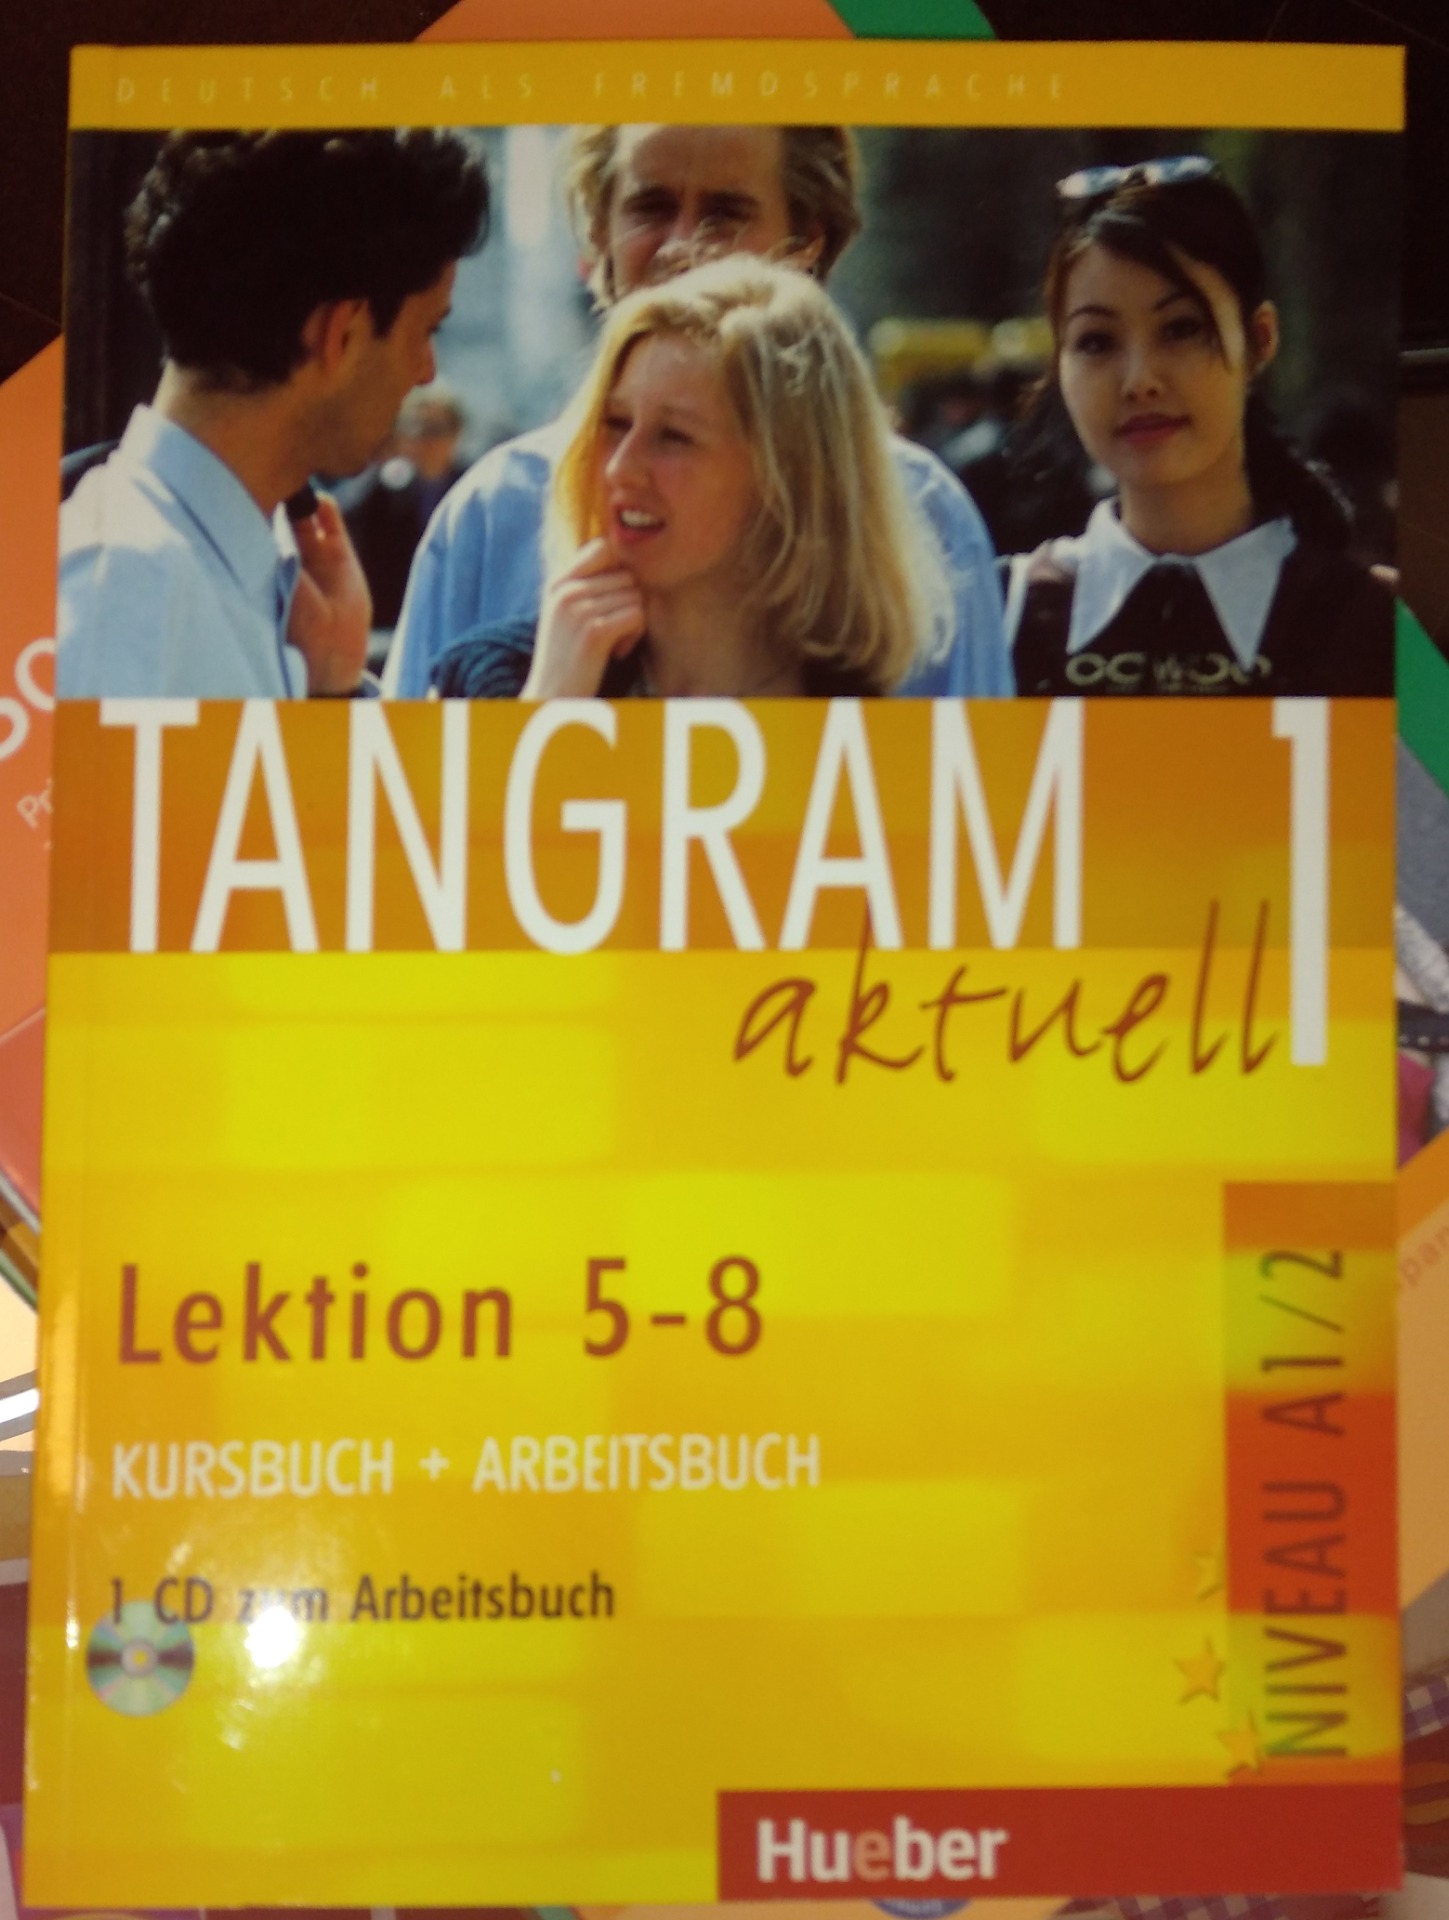 DEUTSCH ALS FREMDSPRACHE
TANGRAM 1
aktuell
Lektion 5-8
KURSBUCH + ARBEITSBUCH
1 CD zum Arbeitsbuch
NIVEAU A1/2
Hueber